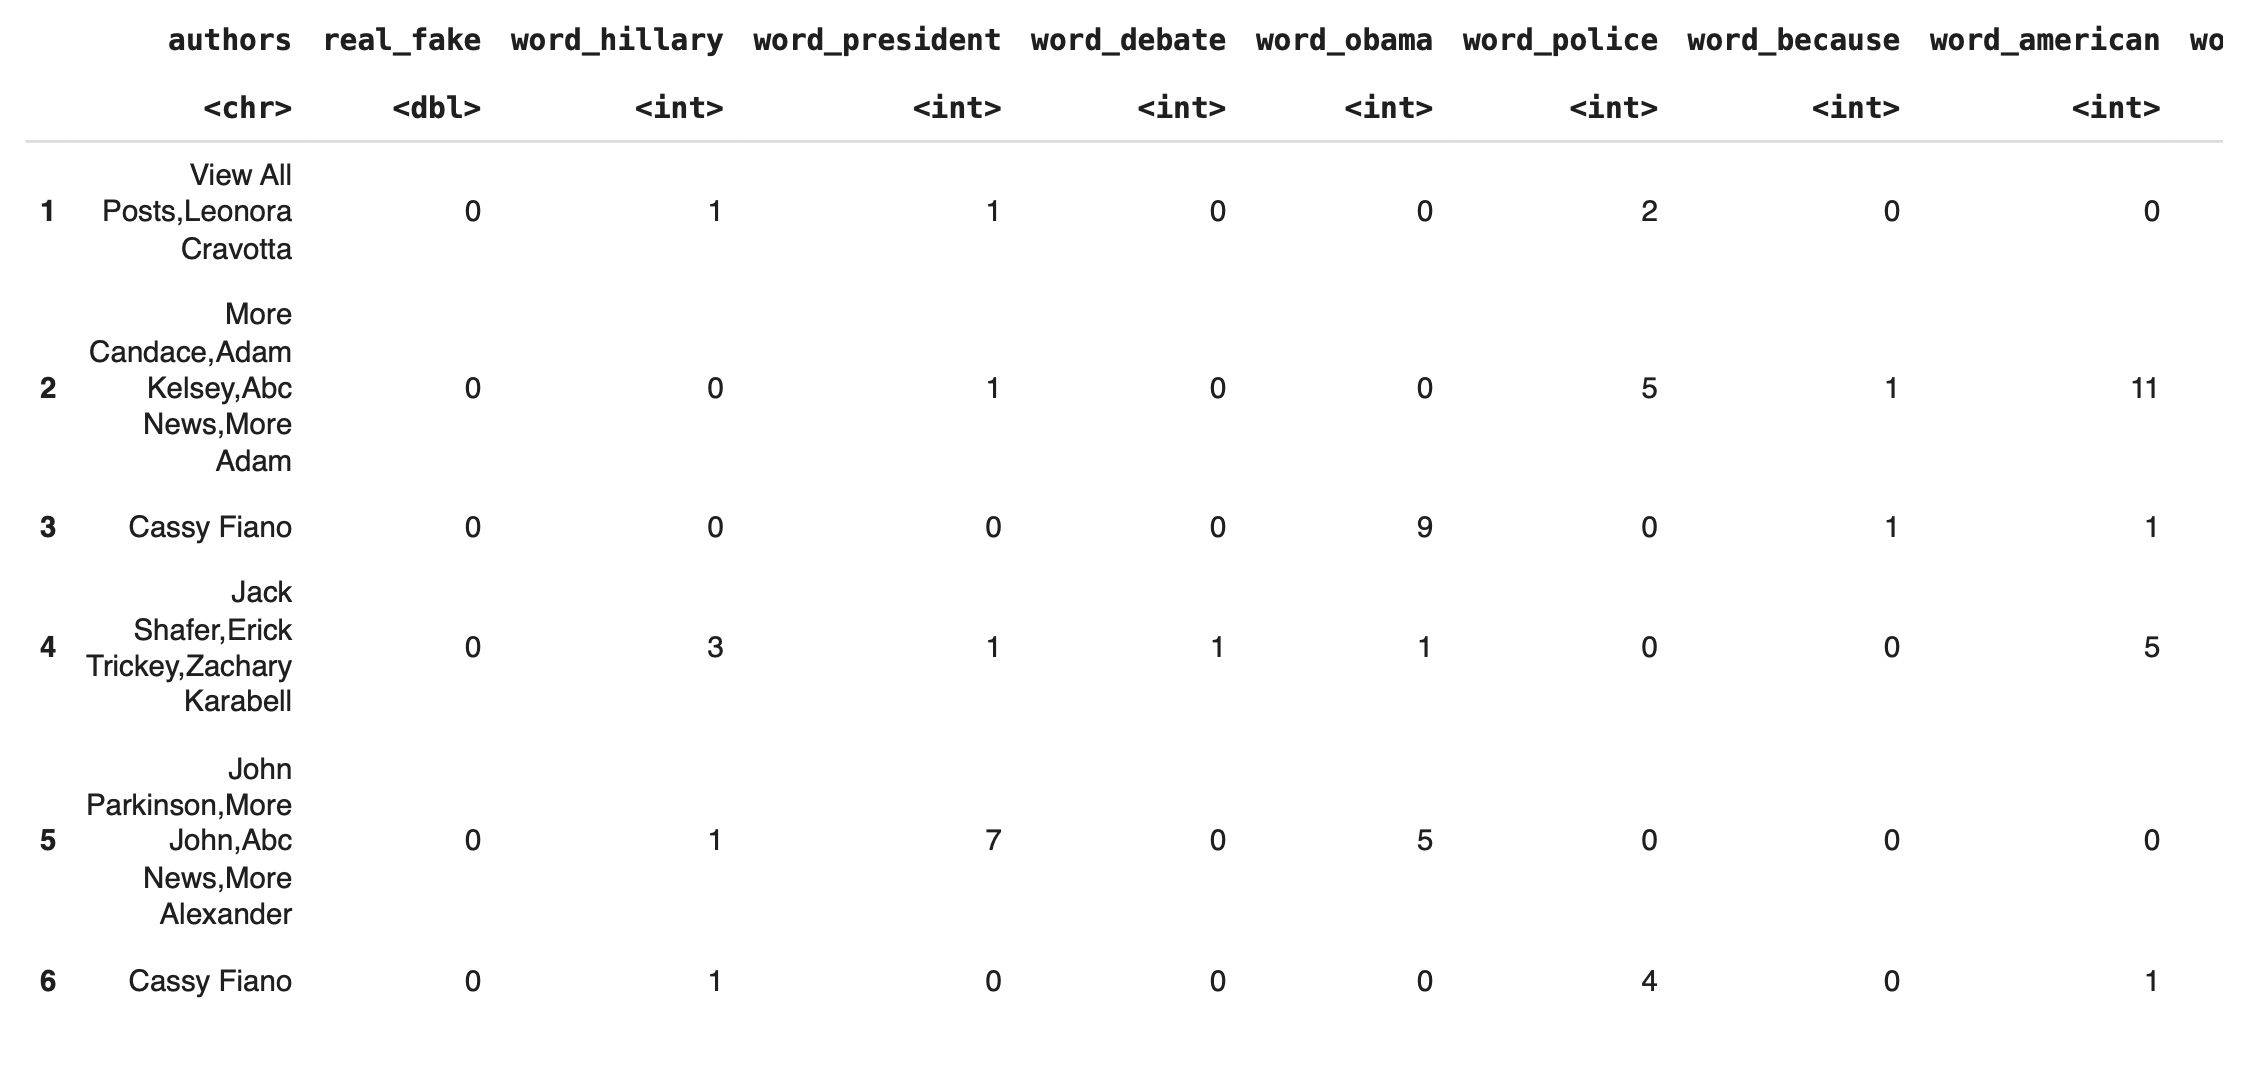 authors real_fake word_hillary word_president word_debate word_obama word_police word_because word_american wo
<chr> <dbl> <int> <int> <int> <int> <int> <int> <int>
View All
1 Posts,Leonora 0 1 1 0 0 2 0 0
Cravotta
More
Candace,Adam
2 Kelsey,Abc 0 0 1 0 0 5 1 11
News,More
Adam
3 Cassy Fiano 0 0 0 0 9 0 1 1
Jack
Shafer,Erick
4 0 3 1 1 1 0 0 5
Trickey,Zachary
Karabell
John
Parkinson,More
5 John,Abc 0 1 7 0 5 0 0 0
News,More
Alexander
6 Cassy Fiano 0 1 0 0 0 4 0 1